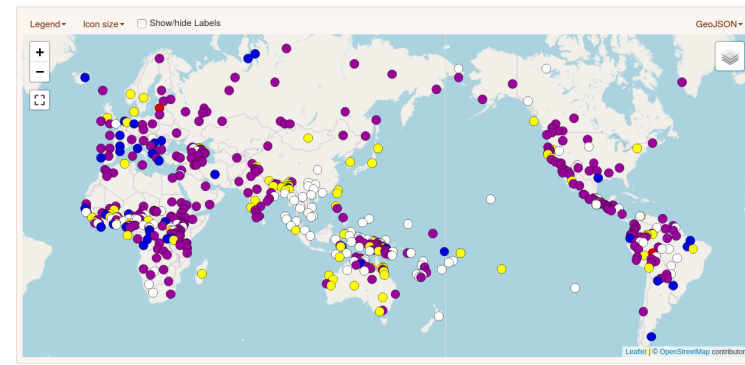 Legend Icon size Show/hide Labels GeoJSON
+
−
Leaflet | © OpenStreetMap contributor